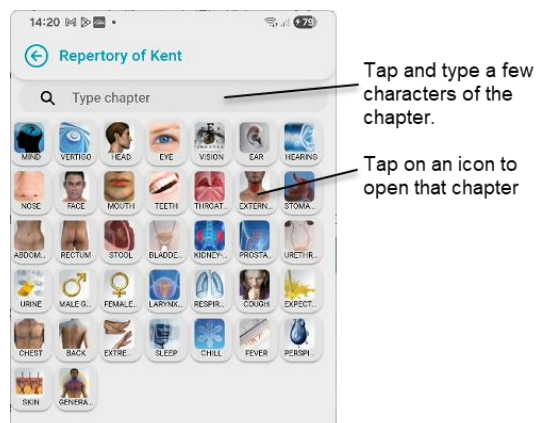 14:20
79
Repertory of Kent
Type chapter
Tap and type a few
characters of the
chapter.
MIND VERTIGO HEAD EYE VISION EAR HEARING
Tap on an icon to
open that chapter
NOSE FACE MOUTH TEETH THROAT.. EXTERN.. STOMA..
ABDOM.. RECTUM STOOL BLADDE.. KIDNEY-.. PROSTA.. URETHR..
URINE MALE G.. FEMALE.. LARYNX.. RESPIR.. COUGH EXPECT..
CHEST BACK EXTRE.. SLEEP CHILL FEVER PERSPI..
SKIN GENERA..